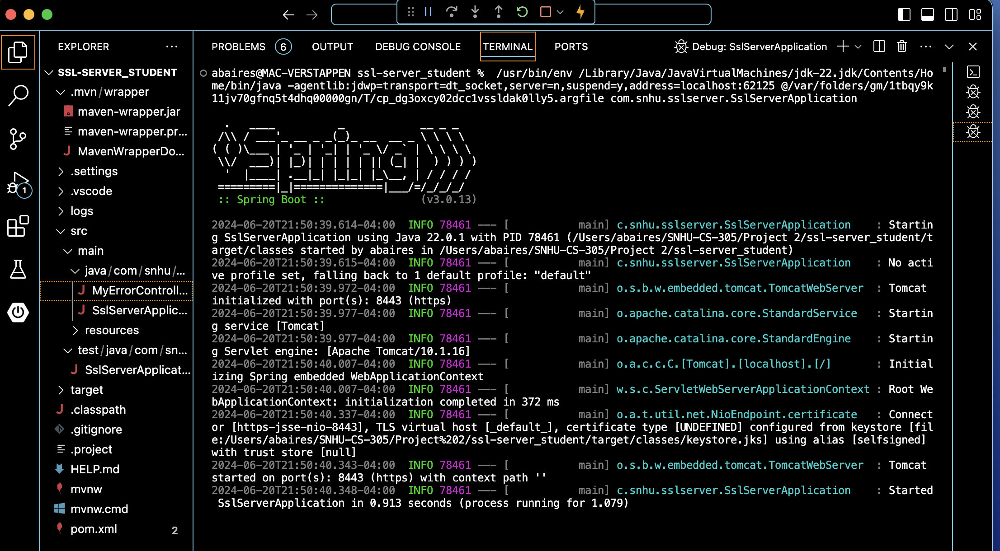 EXPLORER
SSL-SERVER_STUDENT
.mvn/wrapper
maven-wrapper.jar
maven-wrapper.pr...
MavenWrapperDo...
.settings
.vscode
logs
src
main
java/com/snhu/...
MyErrorControll...
SslServerApplic...
resources
test/java/com/sn...
SslServerApplicat...
target
.classpath
.gitignore
.project
HELP.md
mvnw
mvnw.cmd
pom.xml 2
1
PROBLEMS 6 OUTPUT DEBUG CONSOLE TERMINAL PORTS Debug: SslServerApplication
abaires@MAC-VERSTAPPEN ssl-server_student %  /usr/bin/env /Library/Java/JavaVirtualMachines/jdk-22.jdk/Contents/Ho
me/bin/java -agentlib:jdwp=transport=dt_socket,server=n,suspend=y,address=localhost:62125 @/var/folders/gm/1tbqy9k
11jv70gfnq5t4dhq00000gn/T/cp_dg3oxcy02dcc1vssldak0lly5.argfile com.snhu.sslserver.SslServerApplication
  .   ____          _            __ _ _
 /\\ / ___'_ __ _ _(_)_ __  __ _ \ \ \ \
( ( )\___ | '_ | '_| | '_ \/ _` | \ \ \ \
 \\/  ___)| |_)| | | | | || (_| |  ) ) ) )
  '  |____| .__|_| |_|_| |_\__, | / / / /
 =========|_|==============|___/=/_/_/_/
 :: Spring Boot ::               (v3.0.13)
2024-06-20T21:50:39.614-04:00  INFO 78461 --- [           main] c.snhu.sslserver.SslServerApplication    : Startin
g SslServerApplication using Java 22.0.1 with PID 78461 (/Users/abaires/SNHU-CS-305/Project 2/ssl-server_student/t
arget/classes started by abaires in /Users/abaires/SNHU-CS-305/Project 2/ssl-server_student)
2024-06-20T21:50:39.615-04:00  INFO 78461 --- [           main] c.snhu.sslserver.SslServerApplication    : No acti
ve profile set, falling back to 1 default profile: "default"
2024-06-20T21:50:39.972-04:00  INFO 78461 --- [           main] o.s.b.w.embedded.tomcat.TomcatWebServer  : Tomcat
initialized with port(s): 8443 (https)
2024-06-20T21:50:39.977-04:00  INFO 78461 --- [           main] o.apache.catalina.core.StandardService   : Startin
g service [Tomcat]
2024-06-20T21:50:39.977-04:00  INFO 78461 --- [           main] o.apache.catalina.core.StandardEngine    : Startin
g Servlet engine: [Apache Tomcat/10.1.16]
2024-06-20T21:50:40.007-04:00  INFO 78461 --- [           main] o.a.c.c.C.[Tomcat].[localhost].[/]       : Initial
izing Spring embedded WebApplicationContext
2024-06-20T21:50:40.007-04:00  INFO 78461 --- [           main] w.s.c.ServletWebServerApplicationContext : Root We
bApplicationContext: initialization completed in 372 ms
2024-06-20T21:50:40.337-04:00  INFO 78461 --- [           main] o.a.t.util.net.NioEndpoint.certificate   : Connect
or [https-jsse-nio-8443], TLS virtual host [_default_], certificate type [UNDEFINED] configured from keystore [fil
e:/Users/abaires/SNHU-CS-305/Project%202/ssl-server_student/target/classes/keystore.jks] using alias [selfsigned]
with trust store [null]
2024-06-20T21:50:40.343-04:00  INFO 78461 --- [           main] o.s.b.w.embedded.tomcat.TomcatWebServer  : Tomcat
started on port(s): 8443 (https) with context path ''
2024-06-20T21:50:40.348-04:00  INFO 78461 --- [           main] c.snhu.sslserver.SslServerApplication    : Started
 SslServerApplication in 0.913 seconds (process running for 1.079)